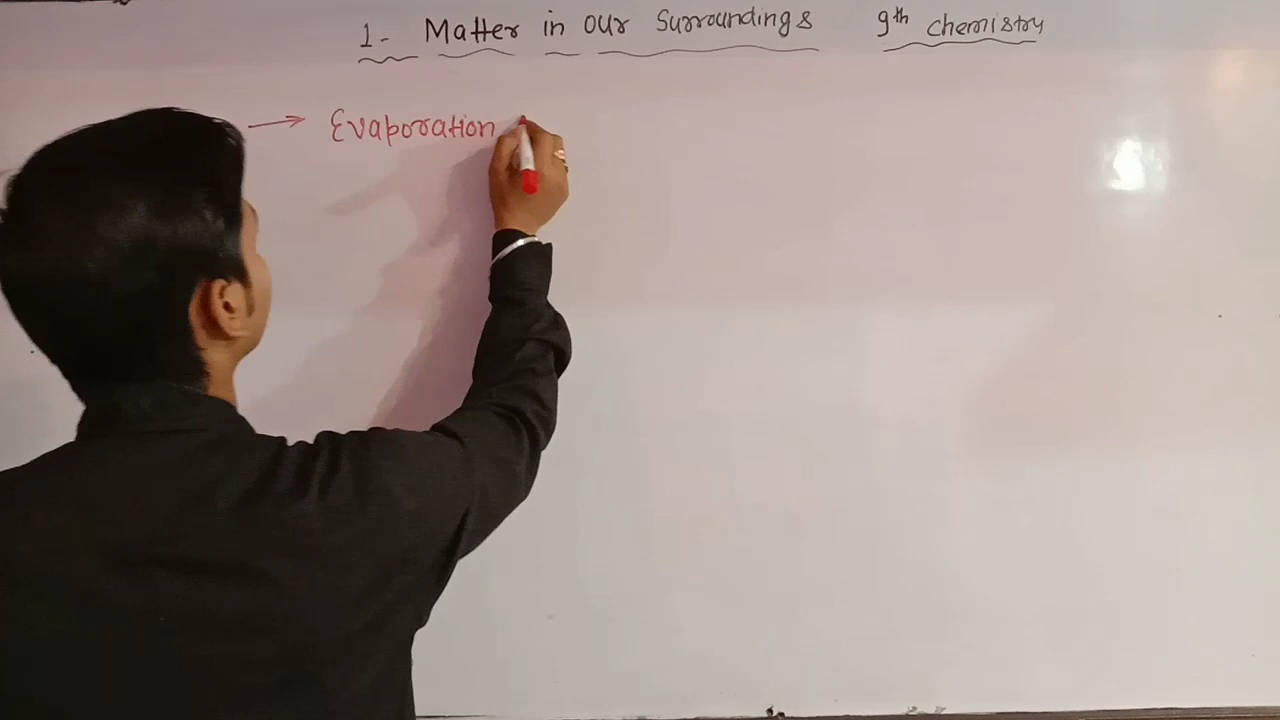 1- Matter in our Surroundings 9th chemistry
→ Evaporation